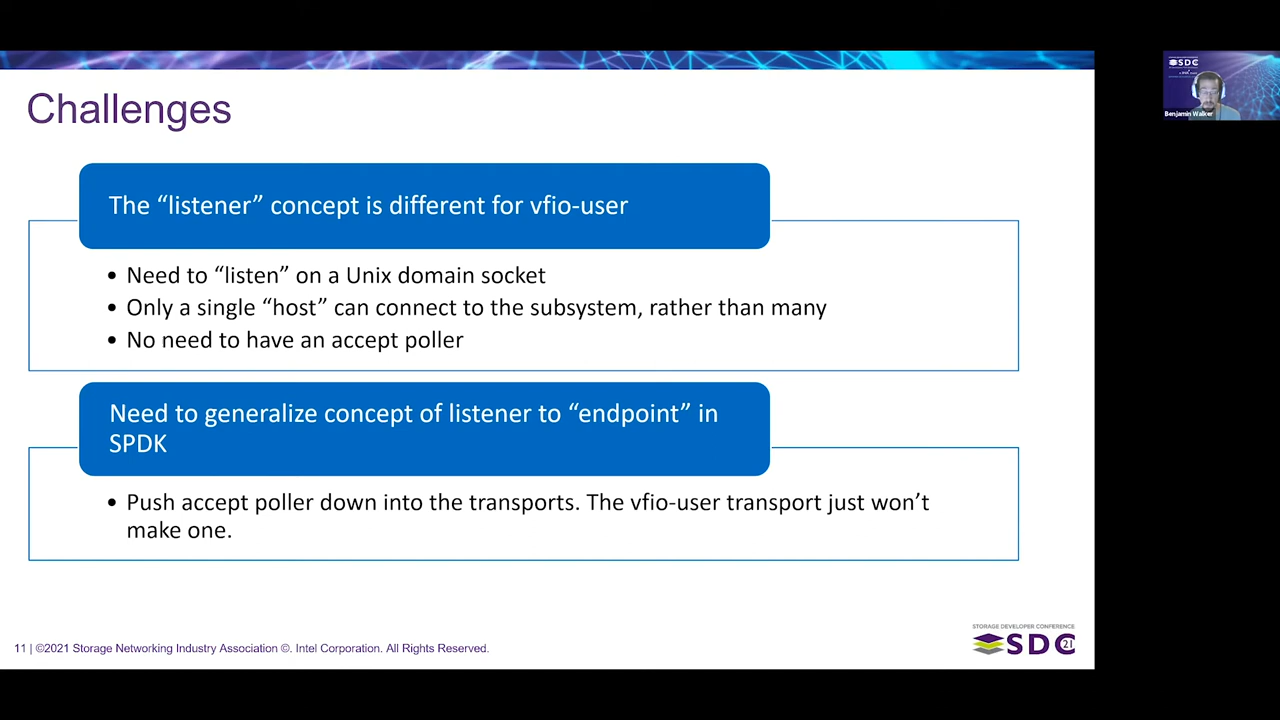 Challenges
The “listener” concept is different for vfio-user
• Need to “listen” on a Unix domain socket
• Only a single “host” can connect to the subsystem, rather than many
• No need to have an accept poller
Need to generalize concept of listener to “endpoint” in
SPDK
• Push accept poller down into the transports. The vfio-user transport just won’t
make one.
11 | ©2021 Storage Networking Industry Association ©. Intel Corporation. All Rights Reserved.
STORAGE DEVELOPER CONFERENCE
SDC 21
SDC
Benjamin Walker